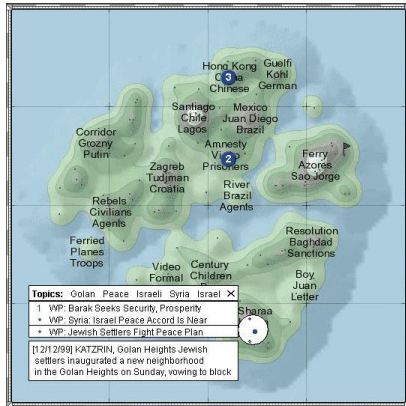 Hong Kong
Chinese
3
Guelfi
Kohl
German
Santiago
Chile
Lagos
Mexico
Juan Diego
Brazil
Corridor
Grozny
Putin
Amnesty
Prisoners
2
Ferry
Azores
Sao Jorge
Zagreb
Tudjman
Croatia
River
Brazil
Agents
Rebels
Civilians
Agents
Resolution
Baghdad
Sanctions
Ferried
Planes
Troops
Video
Formal
Century
Children
Boy
Juan
Letter
Sharaa
Topics: Golan Peace Israeli Syria Israel X
1 WP: Barak Seeks Security, Prosperity
• WP: Syria: Israel Peace Accord Is Near
• WP: Jewish Settlers Fight Peace Plan
[12/12/99] KATZRIN, Golan Heights Jewish
settlers inaugurated a new neighborhood
in the Golan Heights on Sunday, vowing to block